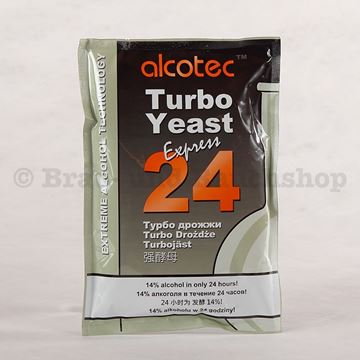 alcotec™
Turbo
Yeast
Express
24
Турбо дрожжи
Turbo Drożdże
Turbojäst
强酵母
EXTREME ALCOHOL TECHNOLOGY
14% alcohol in only 24 hours!
14% алкоголя в течение 24 часов!
24 小时为 发酵 14%!
14% alkoholu w 24 godziny!